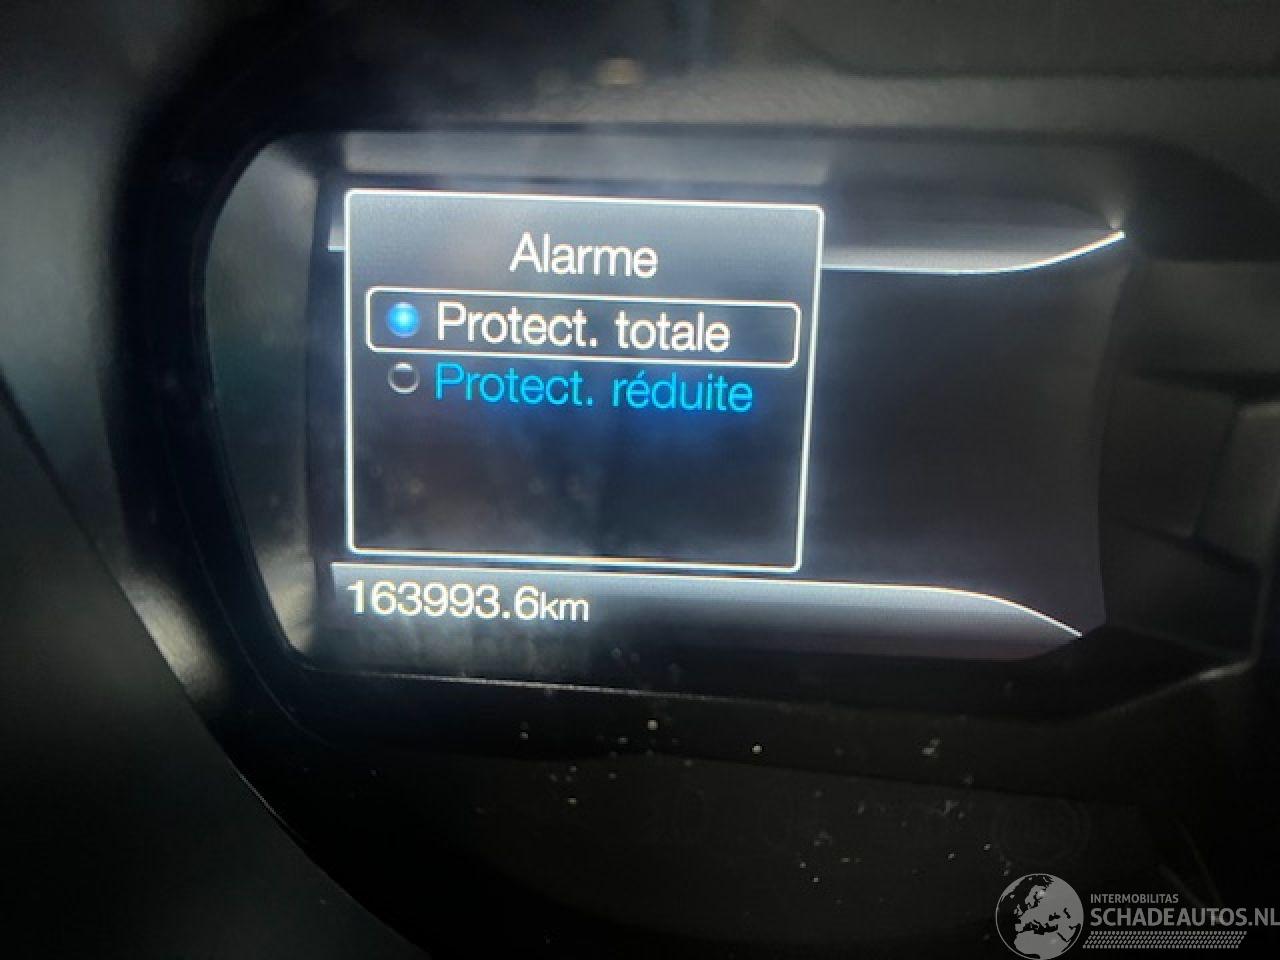 Alarme
Protect. totale
Protect. réduite
163993.6km
INTERMOBILITAS
SCHADEAUTOS.NL